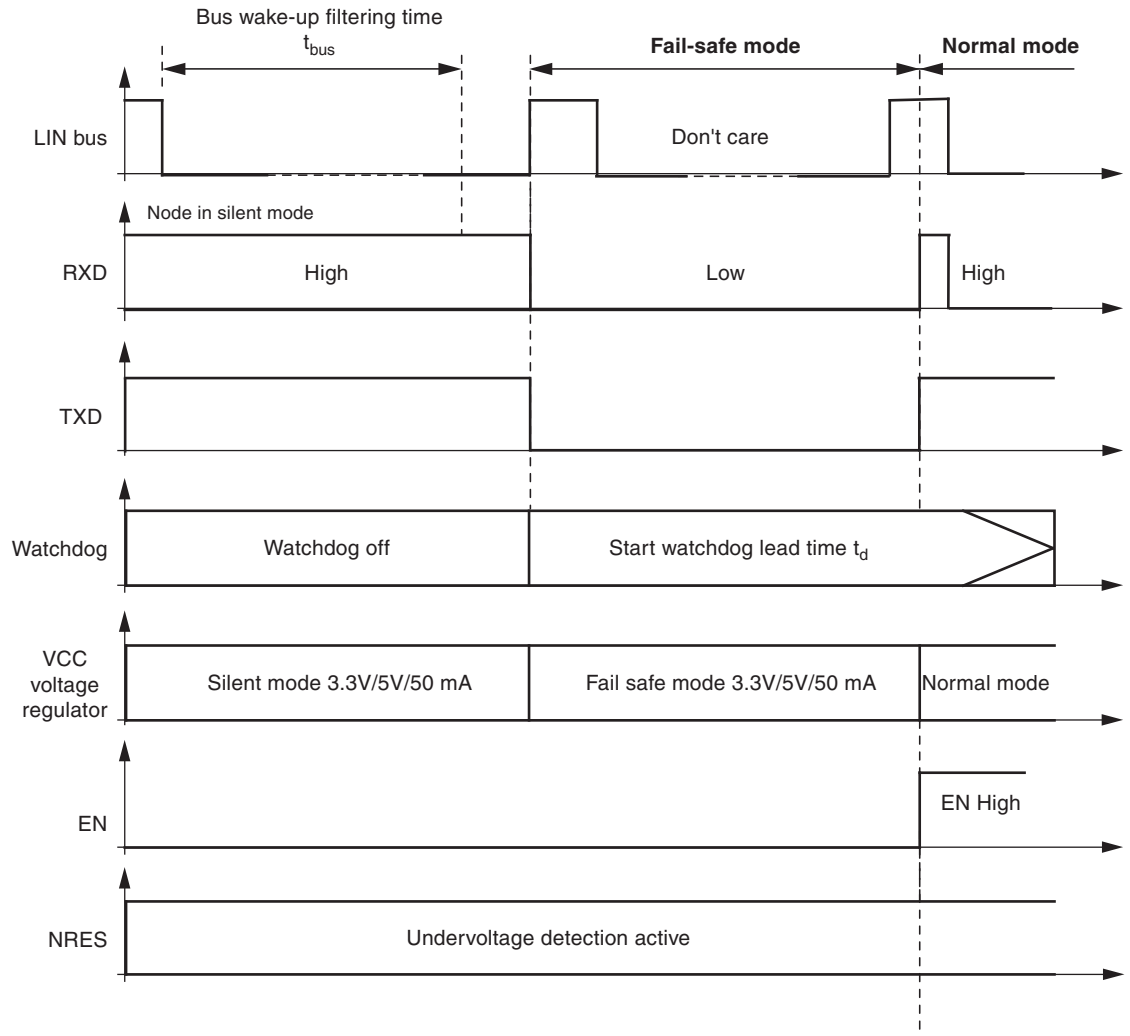 Bus wake-up filtering time
tbus
Fail-safe mode
Normal mode
LIN bus
Don't care
Node in silent mode
RXD
High
Low
High
TXD
Watchdog
Watchdog off
Start watchdog lead time td
VCC
voltage
regulator
Silent mode 3.3V/5V/50 mA
Fail safe mode 3.3V/5V/50 mA
Normal mode
EN
EN High
NRES
Undervoltage detection active